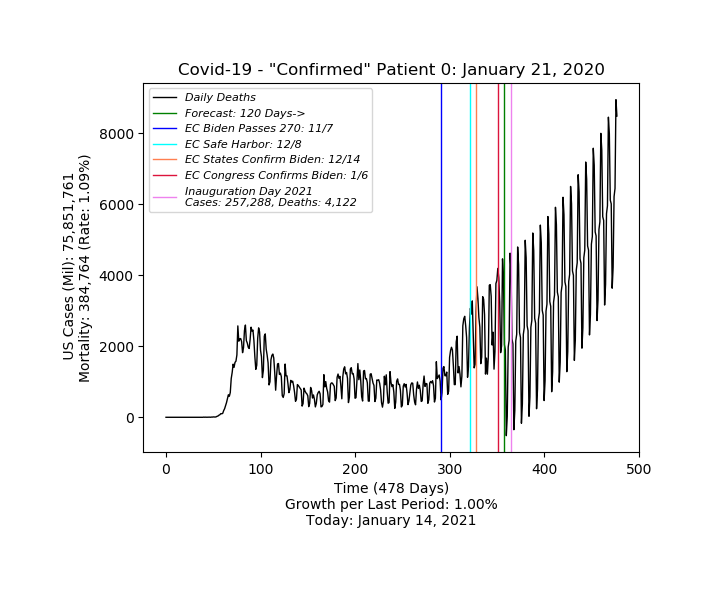 Covid-19 - "Confirmed" Patient 0: January 21, 2020
Daily Deaths
Forecast: 120 Days->
EC Biden Passes 270: 11/7
EC Safe Harbor: 12/8
EC States Confirm Biden: 12/14
EC Congress Confirms Biden: 1/6
Inauguration Day 2021
Cases: 257,288, Deaths: 4,122
US Cases (Mil): 75,851,761
Mortality: 384,764 (Rate: 1.09%)
8000
6000
4000
2000
0
0 100 200 300 400 500
Time (478 Days)
Growth per Last Period: 1.00%
Today: January 14, 2021